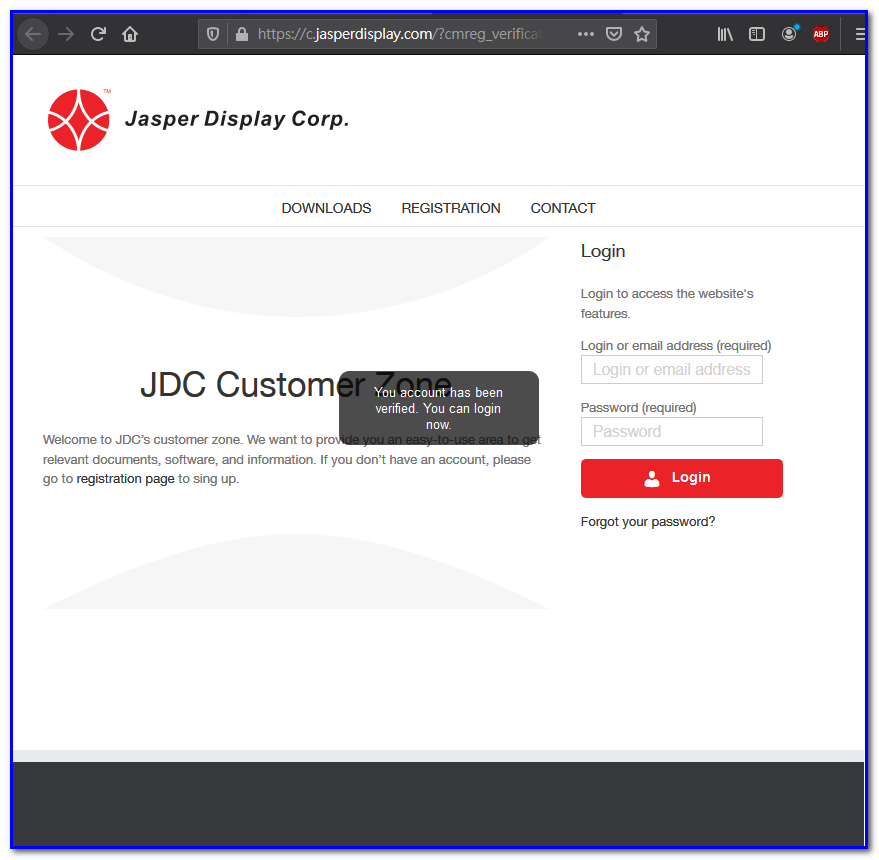 https://c.jasperdisplay.com/?cmreg_verificat
ABP
TM
Jasper Display Corp.
DOWNLOADS REGISTRATION CONTACT
Login
Login to access the website's
features.
Login or email address (required)
Login or email address
Password (required)
Password
Login
Forgot your password?
JDC Customer Zone
You account has been
verified. You can login
now.
Welcome to JDC's customer zone. We want to provide you an easy-to-use area to get
relevant documents, software, and information. If you don't have an account, please
go to registration page to sing up.